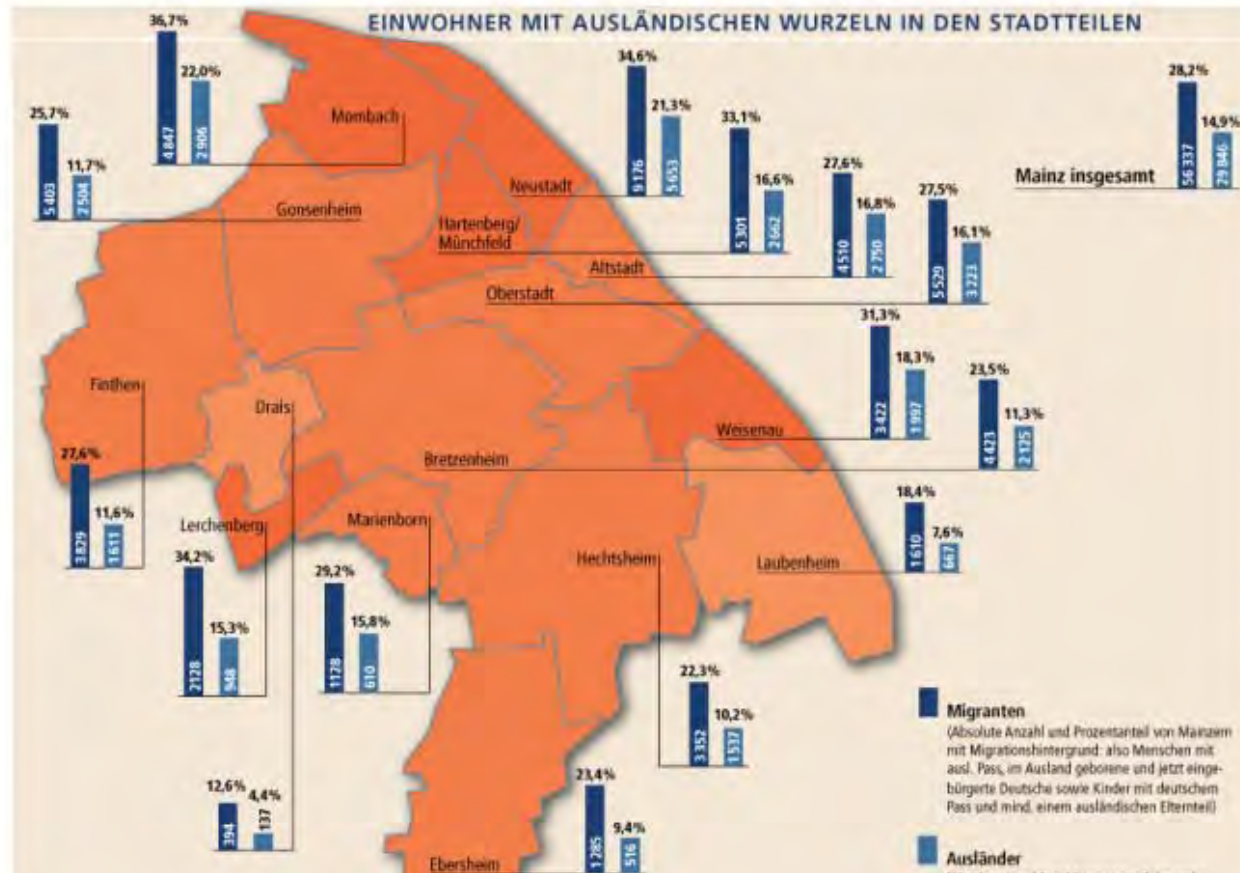 EINWOHNER MIT AUSLÄNDISCHEN WURZELN IN DEN STADTTEILEN
36,7%
22,0%
4 847
2 906
Mombach
25,7%
11,7%
5 403
2 504
Gonsenheim
34,6%
21,3%
9 176
5 653
Neustadt
33,1%
16,6%
5 301
2 662
Hartenberg/
Münchfeld
27,6%
16,8%
4 510
2 750
Altstadt
27,5%
16,1%
5 529
3 223
Oberstadt
28,2%
14,9%
56 337
29 846
Mainz insgesamt
31,3%
18,3%
3 422
1 997
Weisenau
23,5%
11,3%
4 423
2 125
Bretzenheim
Finthen
27,6%
11,6%
3 829
1 611
Drais
12,6%
4,4%
394
137
Lerchenberg
34,2%
15,3%
2128
948
Marienborn
29,2%
15,8%
1128
610
Hechtsheim
22,3%
10,2%
3 352
1 537
18,4%
7,6%
1 610
667
Laubenheim
23,4%
9,4%
1 285
516
Ebersheim
Migranten
(Absolute Anzahl und Prozentanteil von Mainzern
mit Migrationshintergrund: also Menschen mit
ausl. Pass, im Ausland geborene und jetzt einge-
bürgerte Deutsche sowie Kinder mit deutschem
Pass und mind. einem ausländischen Elternteil)
Ausländer